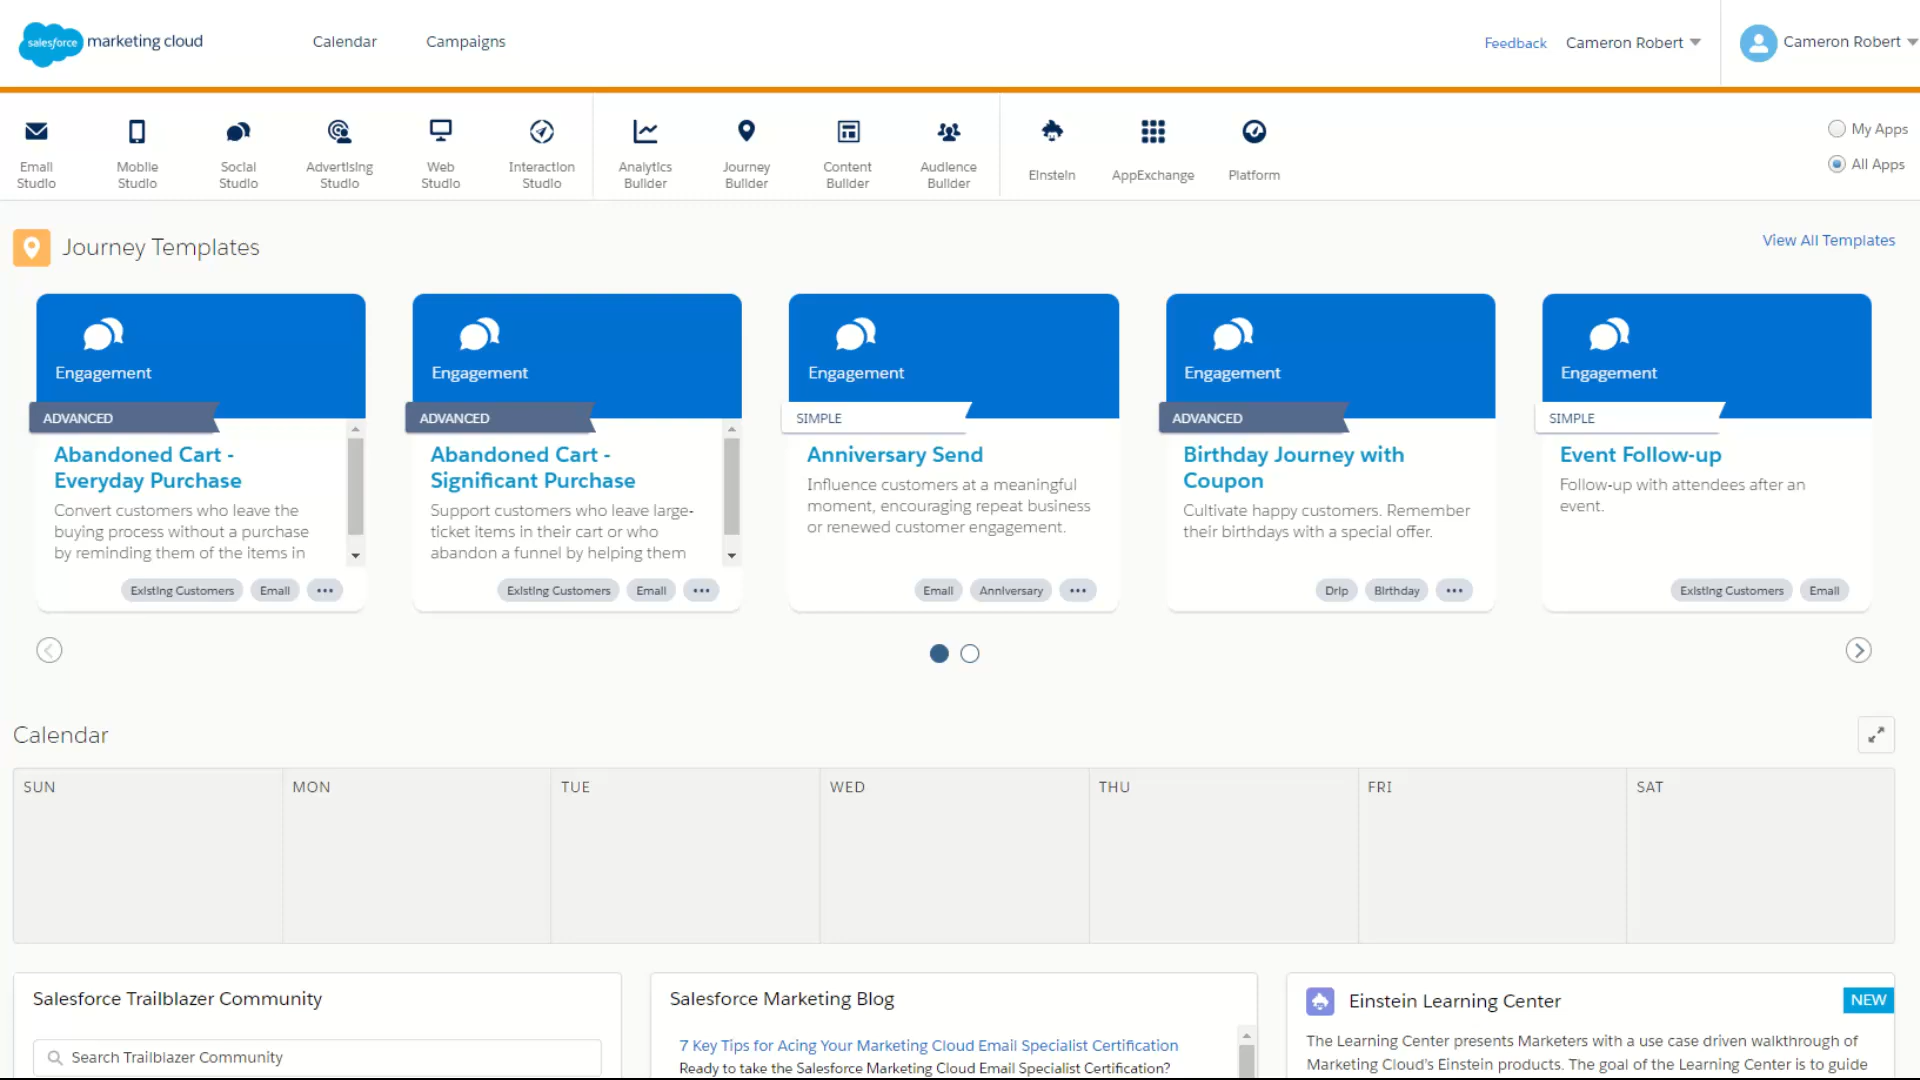 salesforce marketing cloud
Calendar
Campaigns
Feedback
Cameron Robert
Cameron Robert
Email
Studio
Mobile
Studio
Social
Studio
Advertising
Studio
Web
Studio
Interaction
Studio
Analytics
Builder
Journey
Builder
Content
Builder
Audience
Builder
Einstein
AppExchange
Platform
My Apps
All Apps
Journey Templates
View All Templates
Engagement
ADVANCED
Abandoned Cart -
Everyday Purchase
Convert customers who leave the
buying process without a purchase
by reminding them of the items in
Existing Customers
Email
•••
Engagement
ADVANCED
Abandoned Cart -
Significant Purchase
Support customers who leave large-
ticket items in their cart or who
abandon a funnel by helping them
Existing Customers
Email
•••
Engagement
SIMPLE
Anniversary Send
Influence customers at a meaningful
moment, encouraging repeat business
or renewed customer engagement.
Email
Anniversary
•••
Engagement
ADVANCED
Birthday Journey with
Coupon
Cultivate happy customers. Remember
their birthdays with a special offer.
Drip
Birthday
•••
Engagement
SIMPLE
Event Follow-up
Follow-up with attendees after an
event.
Existing Customers
Email
Calendar
SUN
MON
TUE
WED
THU
FRI
SAT
Salesforce Trailblazer Community
Search Trailblazer Community
Salesforce Marketing Blog
7 Key Tips for Acing Your Marketing Cloud Email Specialist Certification
Ready to take the Salesforce Marketing Cloud Email Specialist Certification?
Einstein Learning Center
NEW
The Learning Center presents Marketers with a use case driven walkthrough of
Marketing Cloud's Einstein products. The goal of the Learning Center is to guide